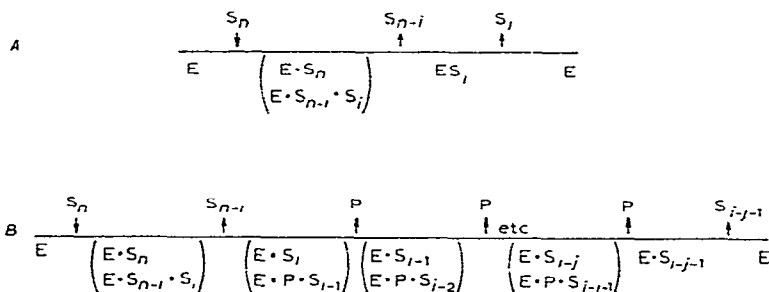 A
Sₙ Sₙ₋ᵢ Sᵢ
E (E·Sₙ E·Sₙ₋ᵢ·Sᵢ) ESᵢ E
B
Sₙ Sₙ₋ᵢ P P P Sᵢ₋ⱼ₋₁
etc
E (E·Sₙ E·Sₙ₋ᵢ·Sᵢ) (E·Sᵢ E·P·Sᵢ₋₁) (E·Sᵢ₋₁ E·P·Sᵢ₋₂) (E·Sᵢ₋ⱼ E·P·Sᵢ₋ⱼ₋₁) E·Sᵢ₋ⱼ₋₁ E